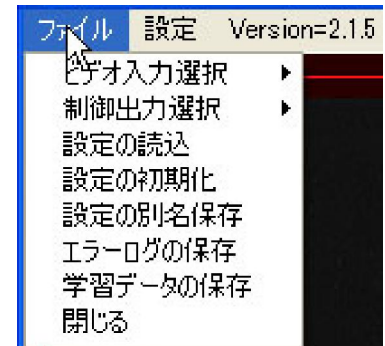 ファイル 設定 Version=2.1.5
ビデオ入力選択
制御出力選択
設定の読込
設定の初期化
設定の別名保存
エラーログの保存
学習データの保存
閉じる